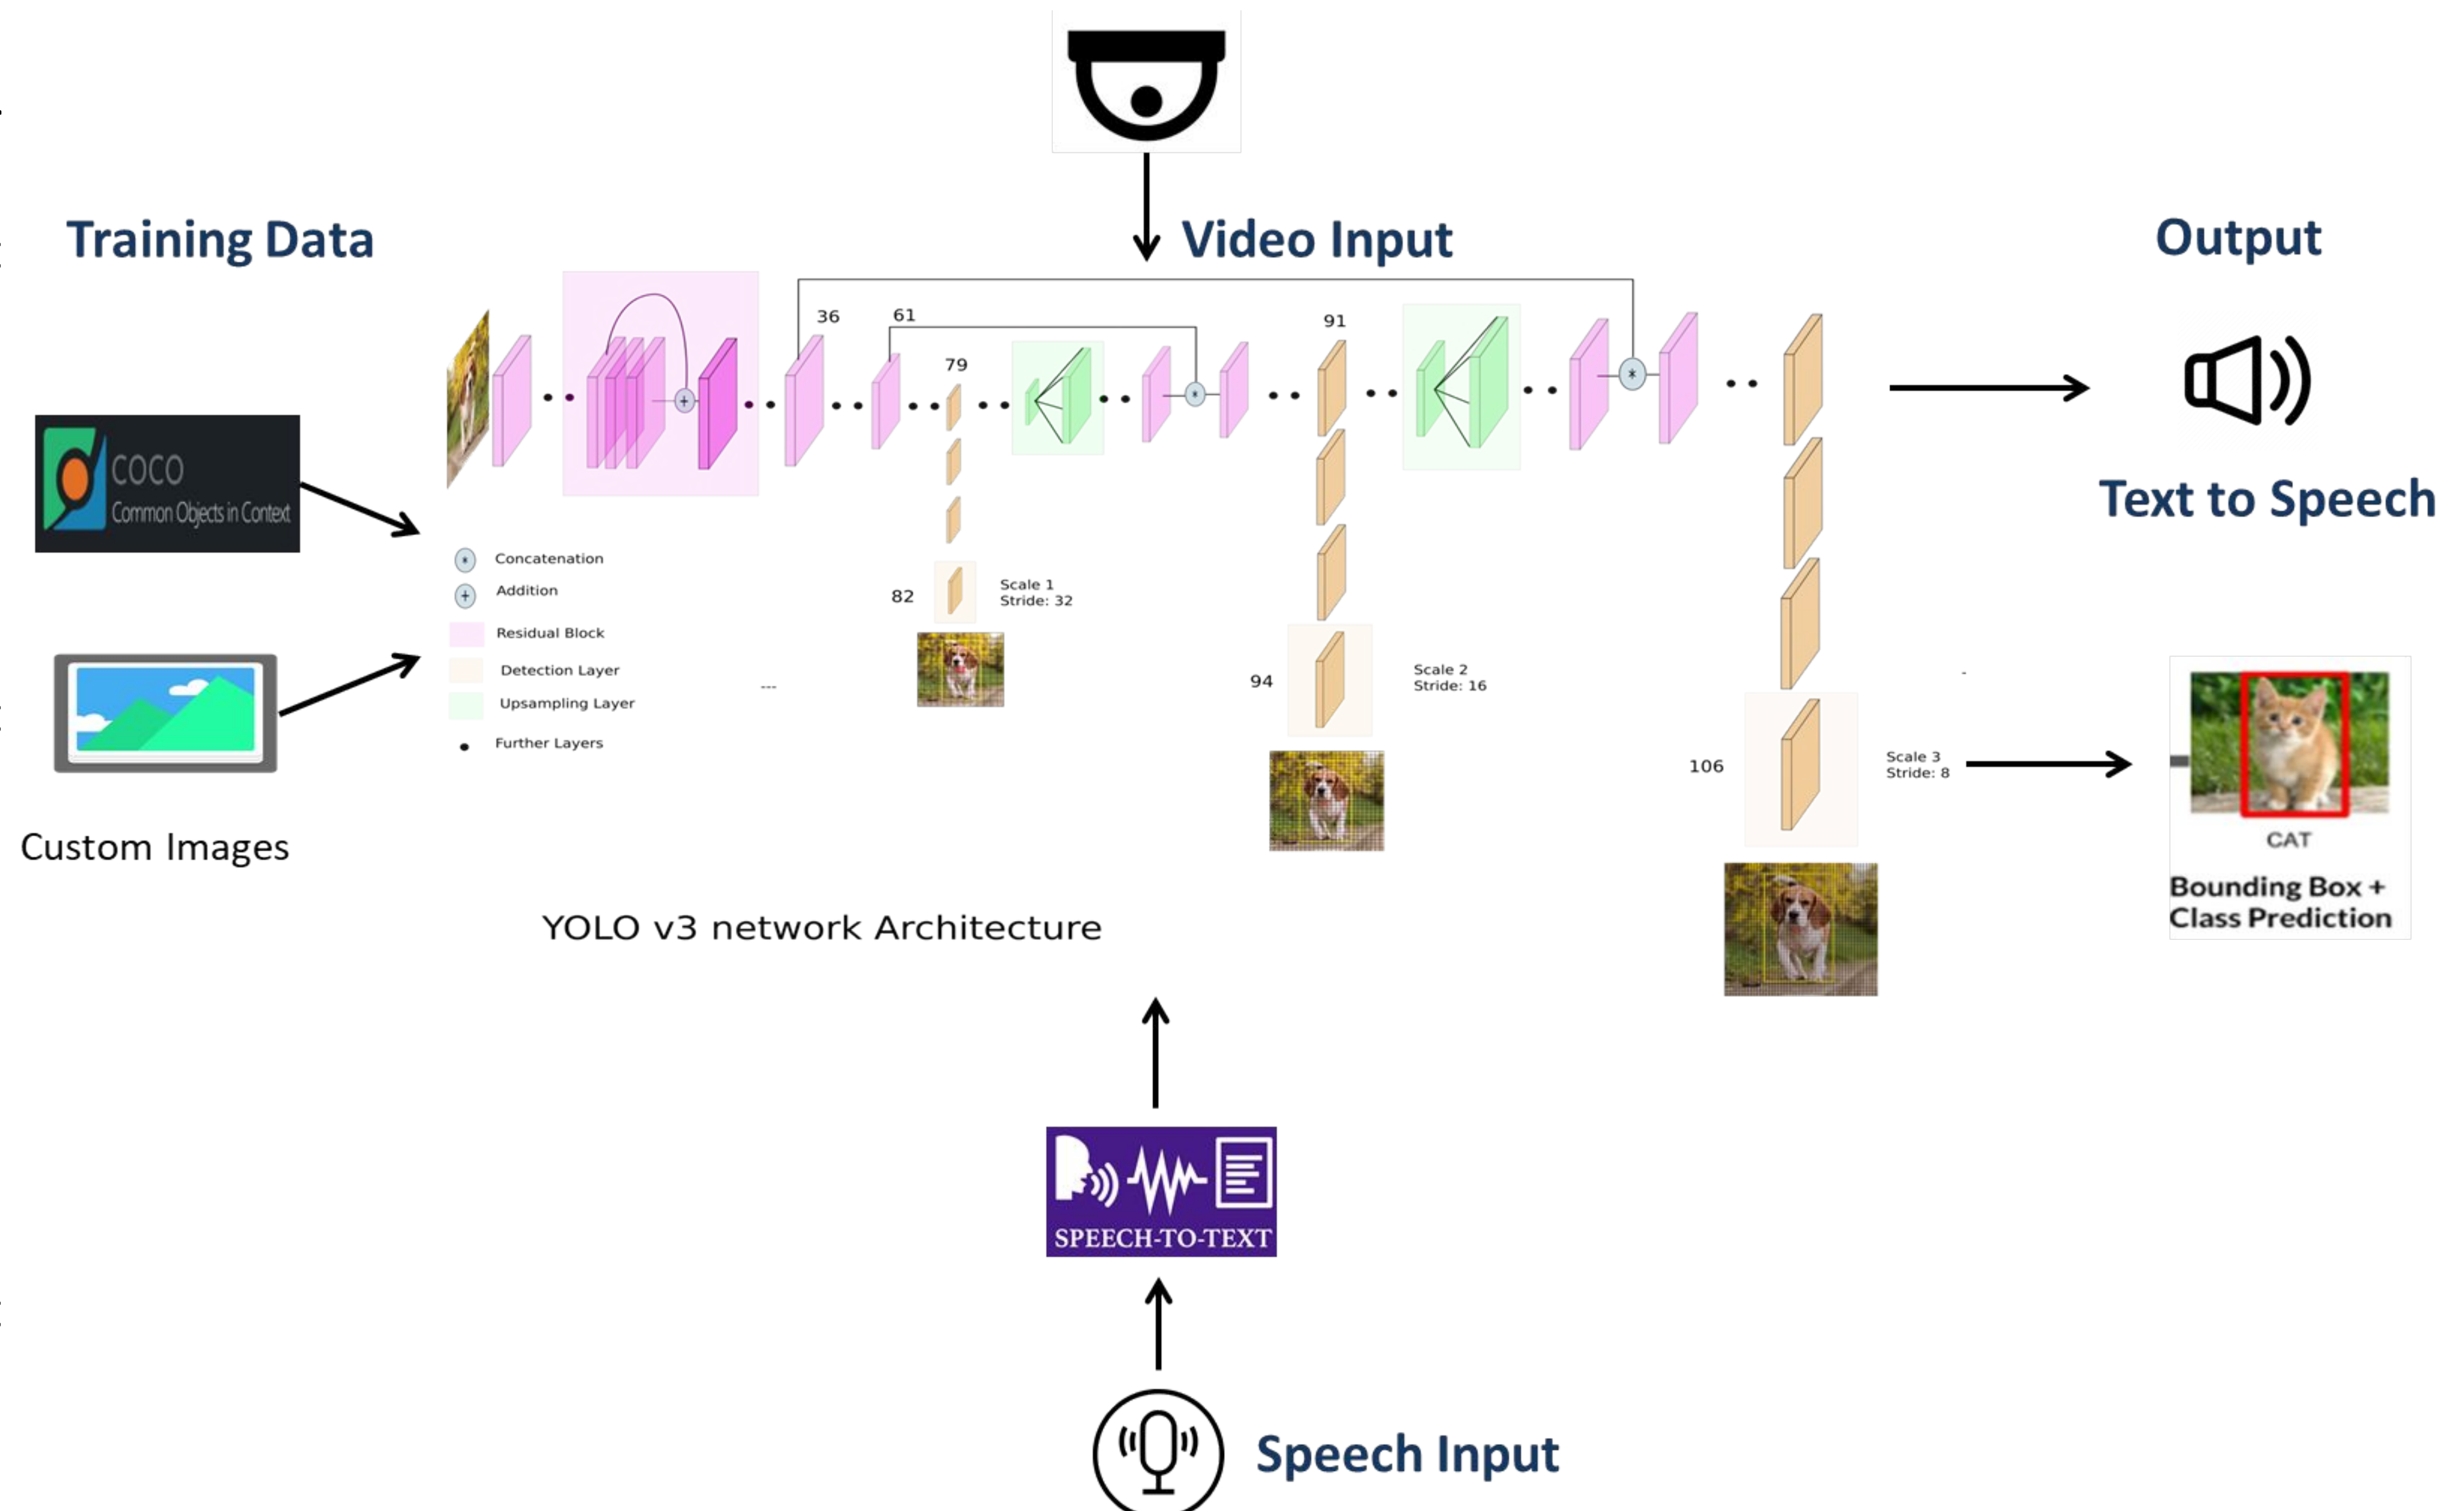 Training Data
Video Input
Output
36
61
91
79
COCO
Common Objects in Context
Text to Speech
Concatenation
Addition
82
Scale 1
Stride: 32
Residual Block
Detection Layer
Upsampling Layer
Further Layers
94
Scale 2
Stride: 16
106
Scale 3
Stride: 8
Custom Images
CAT
Bounding Box +
Class Prediction
YOLO v3 network Architecture
SPEECH-TO-TEXT
Speech Input